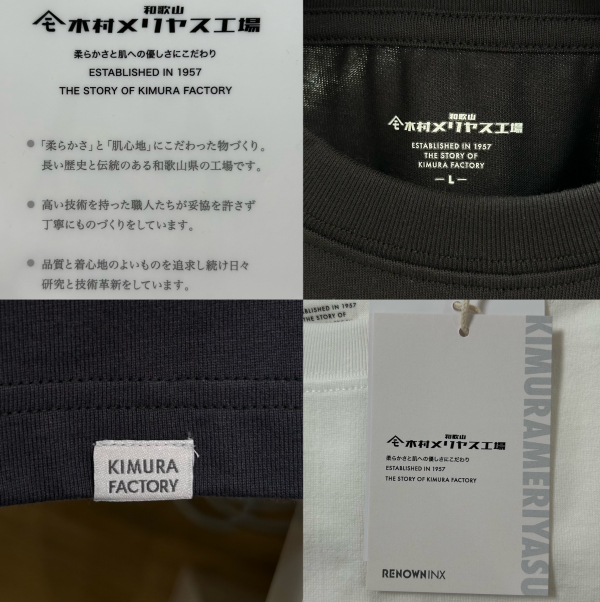 和歌山
木村メリヤス工場
柔らかさと肌への優しさにこだわり
ESTABLISHED IN 1957
THE STORY OF KIMURA FACTORY
●「柔らかさ」と「肌心地」にこだわった物づくり。
長い歴史と伝統のある和歌山県の工場です。
● 高い技術を持った職人たちが妥協を許さず
丁寧にものづくりをしています。
● 品質と着心地のよいものを追求し続け日々
研究と技術革新をしています。
和歌山
木村メリヤス工場
ESTABLISHED IN 1957
THE STORY OF
KIMURA FACTORY
L
KIMURA
FACTORY
ABLISHED IN 1957
THE STORY OF
KIMURAMERIYASU
和歌山
木村メリヤス工場
柔らかさと肌への優しさにこだわり
ESTABLISHED IN 1957
THE STORY OF KIMURA FACTORY
RENOWNINX